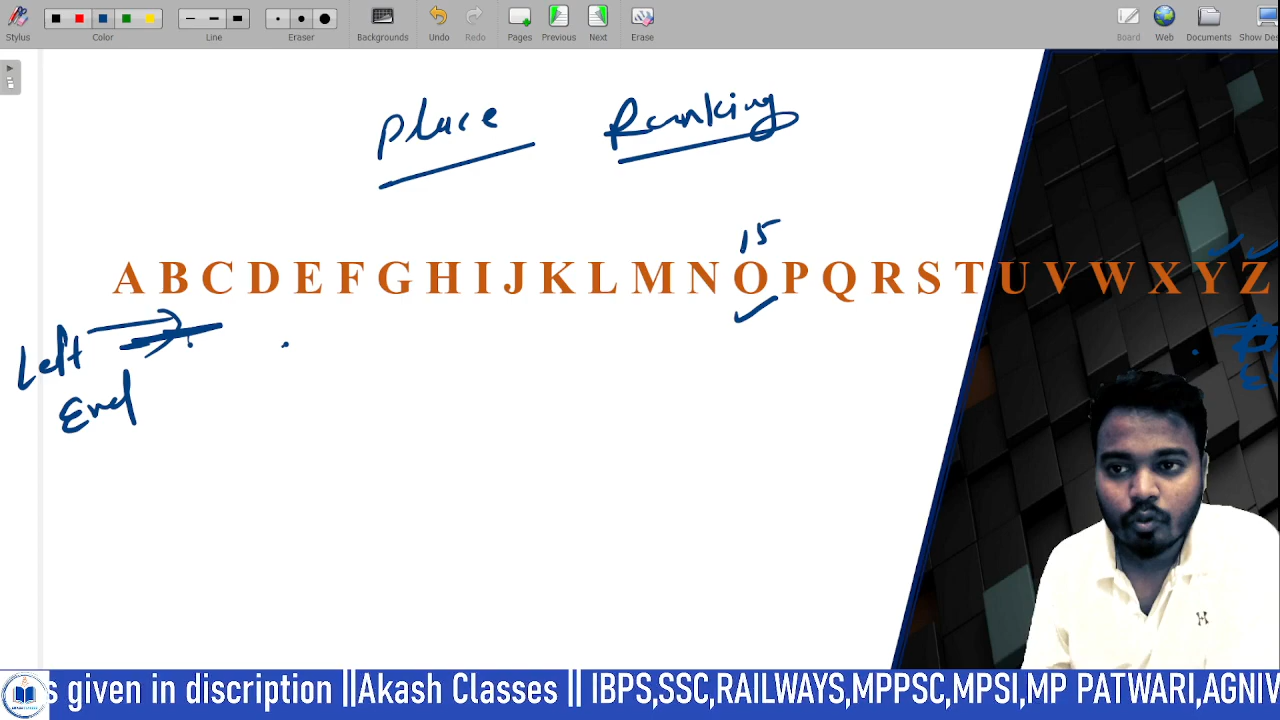 Stylus Color Line Eraser Backgrounds Undo Redo Pages Previous Next Erase Board Web Documents Show
Place Ranking
15
A B C D E F G H I J K L M N O P Q R S T U V W X Y Z
Left
End
s given in discription ||Akash Classes || IBPS,SSC,RAILWAYS,MPPSC,MPSI,MP PATWARI,AGNIV